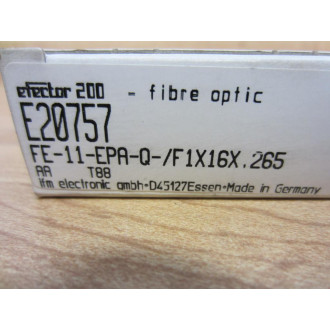 efector 200 - fibre optic
E20757
FE-11-EPA-Q-/F1X16X.265
AA T88
ifm electronic gmbh·D45127Essen·Made in Germany